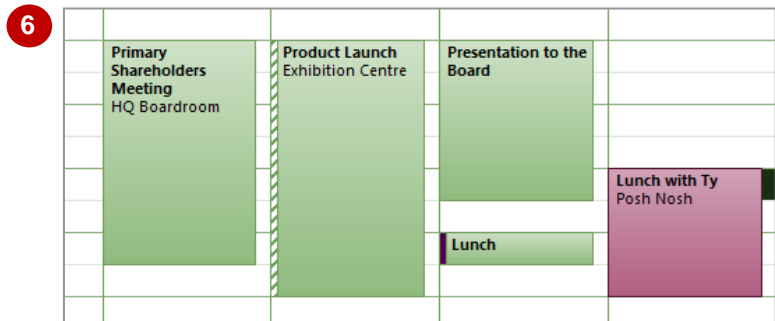 6
Primary
Shareholders
Meeting
HQ Boardroom
Product Launch
Exhibition Centre
Presentation to the
Board
Lunch
Lunch with Ty
Posh Nosh